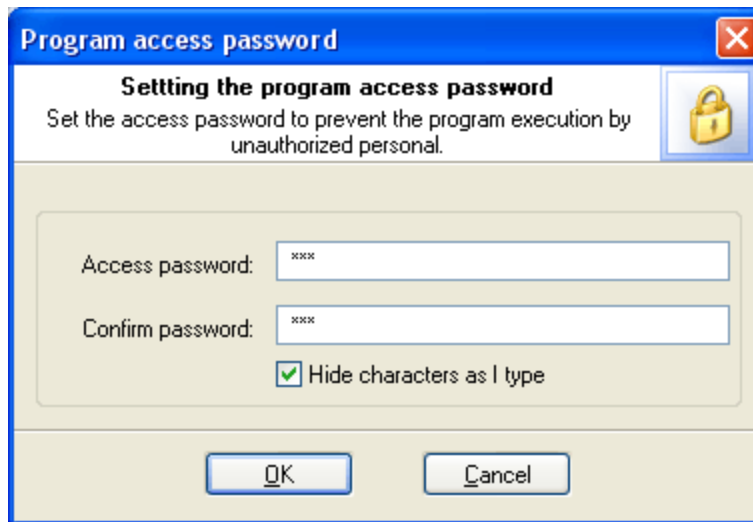 Program access password
Settting the program access password
Set the access password to prevent the program execution by
unauthorized personal.
Access password: ***
Confirm password: ***
Hide characters as I type
OK Cancel